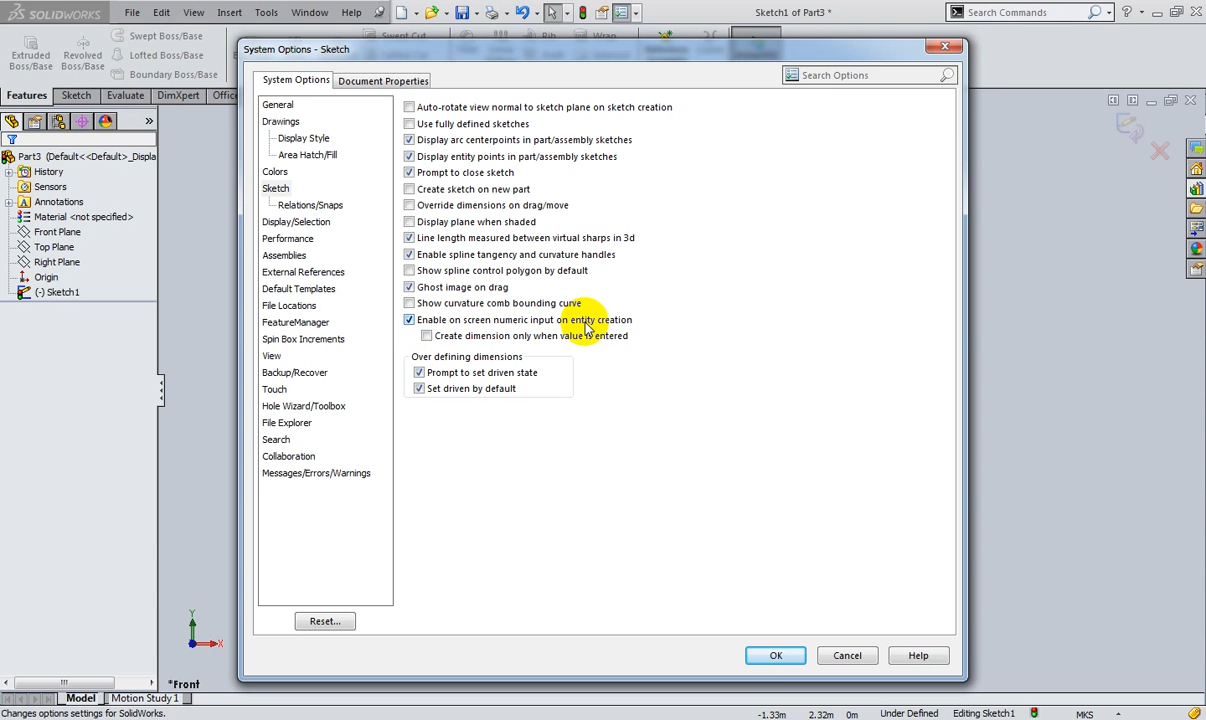 SOLIDWORKS File Edit View Insert Tools Window Help Sketch1 of Part3 * Search Commands
Extruded Boss/Base
Revolved Boss/Base
Swept Boss/Base
Lofted Boss/Base
Boundary Boss/Base
Swept Cut
Rib
Wrap
Features Sketch Evaluate DimXpert Office
Part3 (Default<<Default>_Displa
History
Sensors
Annotations
Material <not specified>
Front Plane
Top Plane
Right Plane
Origin
(-) Sketch1
System Options - Sketch
System Options Document Properties
Search Options
General
Drawings
Display Style
Area Hatch/Fill
Colors
Sketch
Relations/Snaps
Display/Selection
Performance
Assemblies
External References
Default Templates
File Locations
FeatureManager
Spin Box Increments
View
Backup/Recover
Touch
Hole Wizard/Toolbox
File Explorer
Search
Collaboration
Messages/Errors/Warnings
Reset...
Auto-rotate view normal to sketch plane on sketch creation
Use fully defined sketches
Display arc centerpoints in part/assembly sketches
Display entity points in part/assembly sketches
Prompt to close sketch
Create sketch on new part
Override dimensions on drag/move
Display plane when shaded
Line length measured between virtual sharps in 3d
Enable spline tangency and curvature handles
Show spline control polygon by default
Ghost image on drag
Show curvature comb bounding curve
Enable on screen numeric input on entity creation
Create dimension only when value is entered
Over defining dimensions
Prompt to set driven state
Set driven by default
OK Cancel Help
Y
X
*Front
Model Motion Study 1
Changes options settings for SolidWorks. -1.33m 2.32m 0m Under Defined Editing Sketch1 MKS